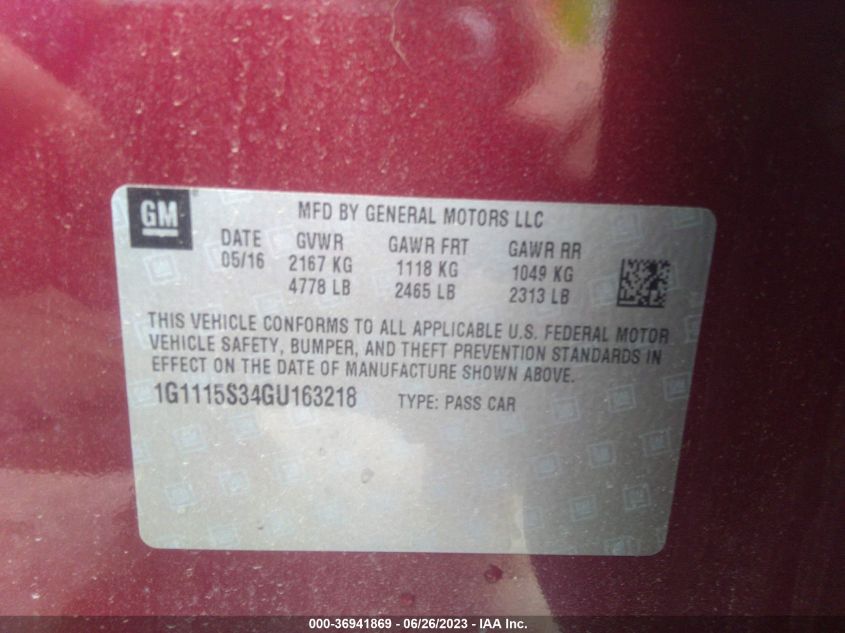 GM
MFD BY GENERAL MOTORS LLC
DATE GVWR GAWR FRT GAWR RR
05/16 2167 KG 1118 KG 1049 KG
4778 LB 2465 LB 2313 LB
THIS VEHICLE CONFORMS TO ALL APPLICABLE U.S. FEDERAL MOTOR
VEHICLE SAFETY, BUMPER, AND THEFT PREVENTION STANDARDS IN
EFFECT ON THE DATE OF MANUFACTURE SHOWN ABOVE.
1G1115S34GU163218 TYPE: PASS CAR
000-36941869 - 06/26/2023 - IAA Inc.